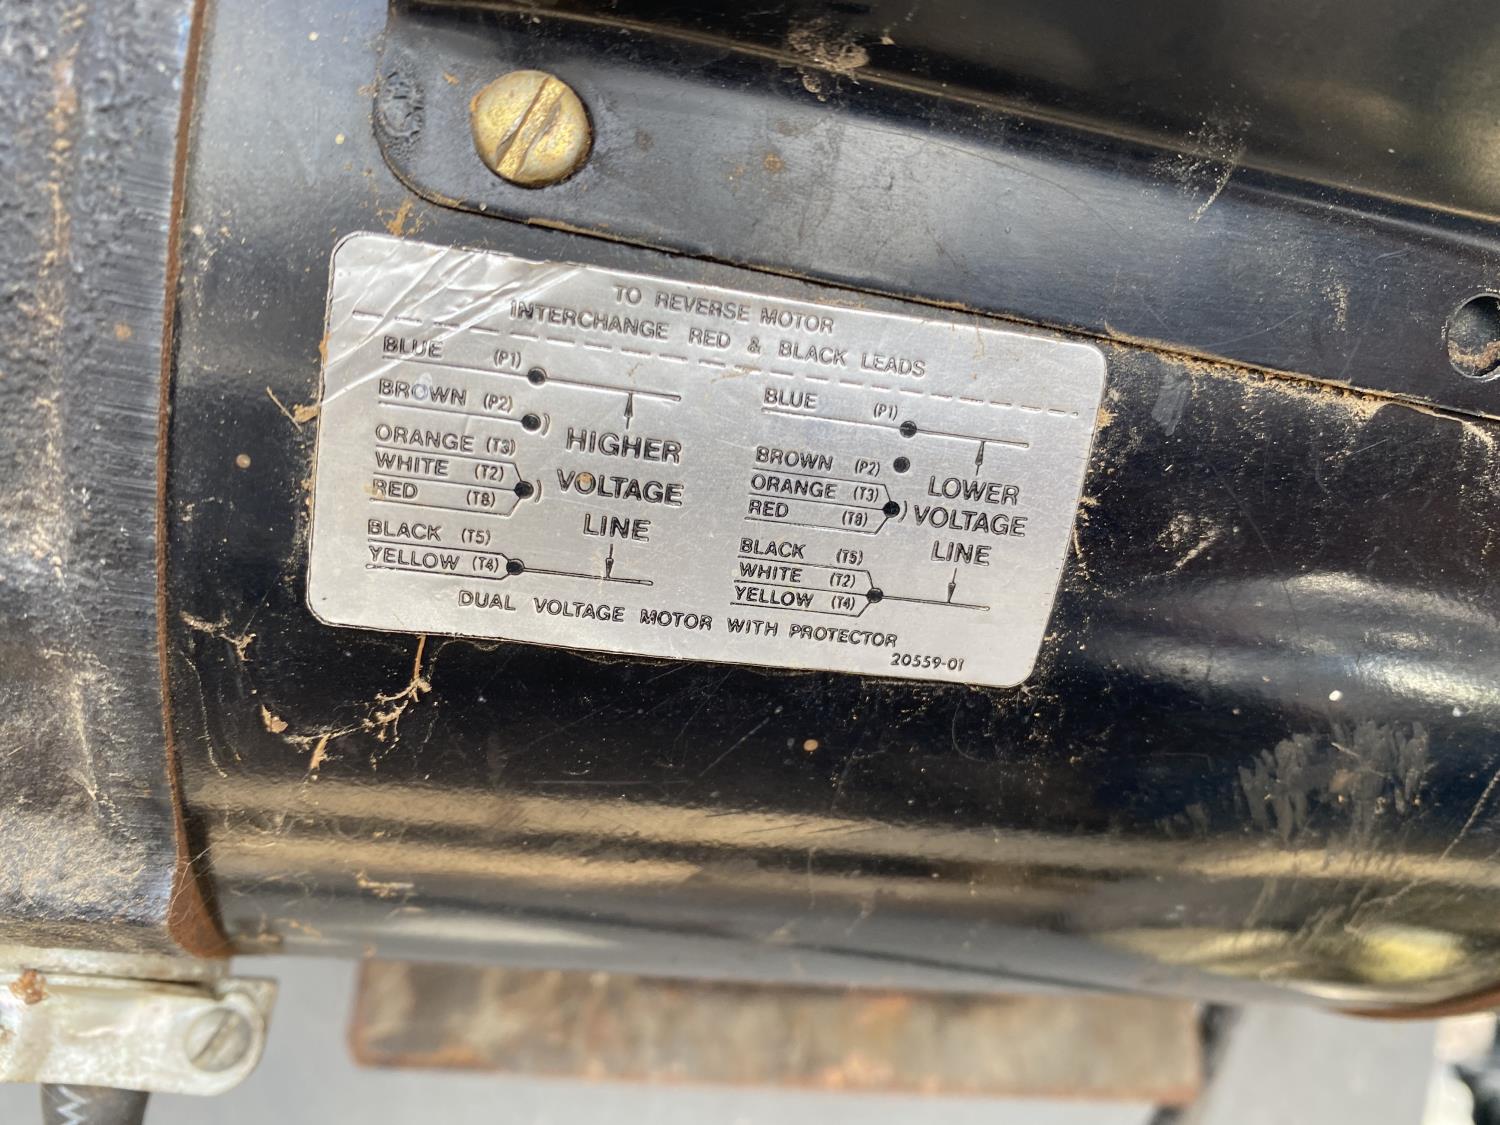 TO REVERSE MOTOR
INTERCHANGE RED & BLACK LEADS
BLUE (P1)
BROWN (P2)
ORANGE (T3)
WHITE (T2)
RED (T8)
BLACK (T5)
YELLOW (T4)
HIGHER
VOLTAGE
LINE
BLUE (P1)
BROWN (P2)
ORANGE (T3)
RED (T8)
BLACK (T5)
WHITE (T2)
YELLOW (T4)
LOWER
VOLTAGE
LINE
DUAL VOLTAGE MOTOR WITH PROTECTOR
20559-01